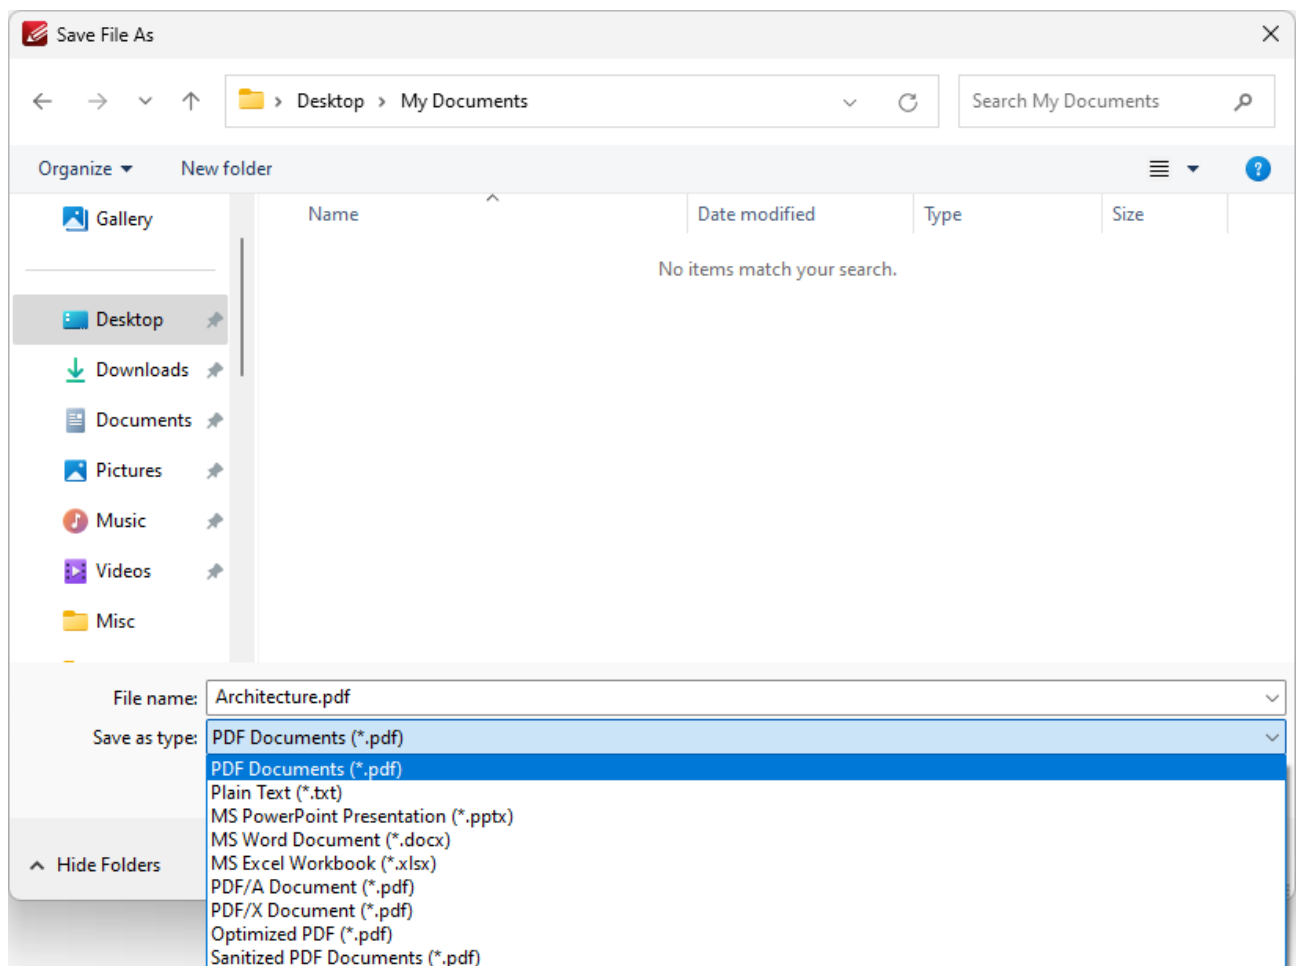 Save File As
Desktop > My Documents
Search My Documents
Organize
New folder
?
Gallery
Name
Date modified
Type
Size
No items match your search.
Desktop
Downloads
Documents
Pictures
Music
Videos
Misc
File name: Architecture.pdf
Save as type: PDF Documents (*.pdf)
PDF Documents (*.pdf)
Plain Text (*.txt)
MS PowerPoint Presentation (*.pptx)
MS Word Document (*.docx)
MS Excel Workbook (*.xlsx)
Hide Folders
PDF/A Document (*.pdf)
PDF/X Document (*.pdf)
Optimized PDF (*.pdf)
Sanitized PDF Documents (*.pdf)